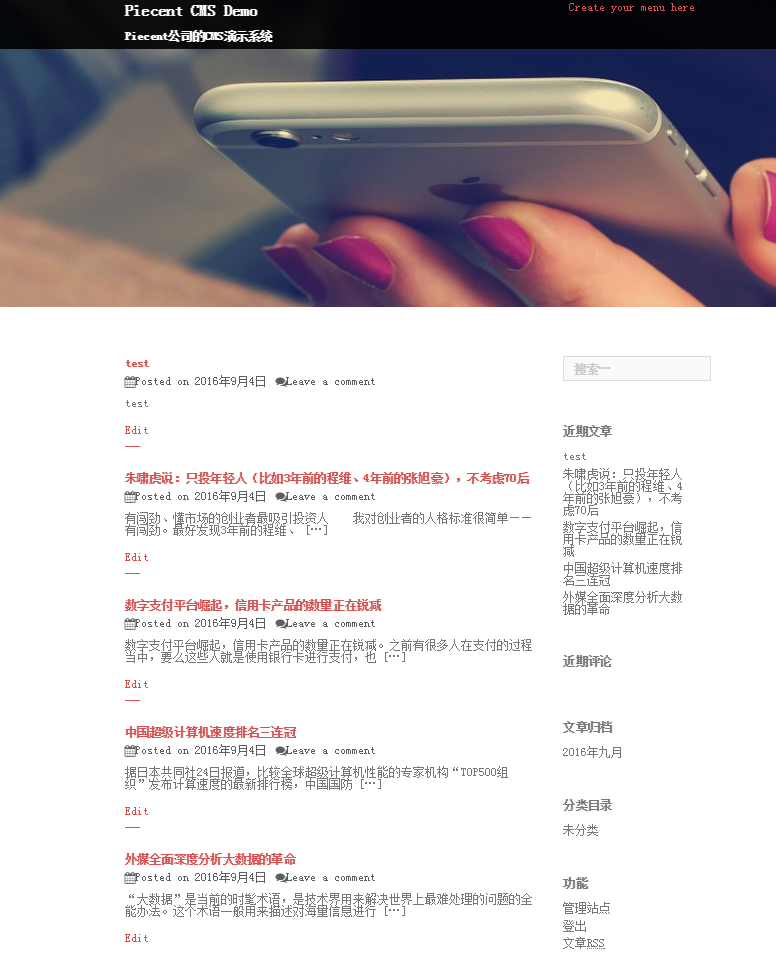 Piecent CMS Demo
Create your menu here
Piecent公司的CMS演示系统
test
Posted on 2016年9月4日 Leave a comment
test
Edit
朱啸虎说：只投年轻人（比如3年前的程维、4年前的张旭豪），不考虑70后
Posted on 2016年9月4日 Leave a comment
有闯劲、懂市场的创业者最吸引投资人　　我对创业者的人格标准很简单——
有闯劲。最好发现3年前的程维、 […]
Edit
数字支付平台崛起，信用卡产品的数量正在锐减
Posted on 2016年9月4日 Leave a comment
数字支付平台崛起，信用卡产品的数量正在锐减。之前有很多人在支付的过程
当中，要么这些人就是使用银行卡进行支付，也 […]
Edit
中国超级计算机速度排名三连冠
Posted on 2016年9月4日 Leave a comment
据日本共同社24日报道，比较全球超级计算机性能的专家机构“TOP500组
织”发布计算速度的最新排行榜，中国国防 […]
Edit
外媒全面深度分析大数据的革命
Posted on 2016年9月4日 Leave a comment
“大数据”是当前的时髦术语，是技术界用来解决世界上最难处理的问题的全
能办法。这个术语一般用来描述对海量信息进行 […]
Edit
搜索…
近期文章
test
朱啸虎说：只投年轻人
（比如3年前的程维、4
年前的张旭豪），不考
虑70后
数字支付平台崛起，信
用卡产品的数量正在锐
减
中国超级计算机速度排
名三连冠
外媒全面深度分析大数
据的革命
近期评论
文章归档
2016年九月
分类目录
未分类
功能
管理站点
登出
文章RSS